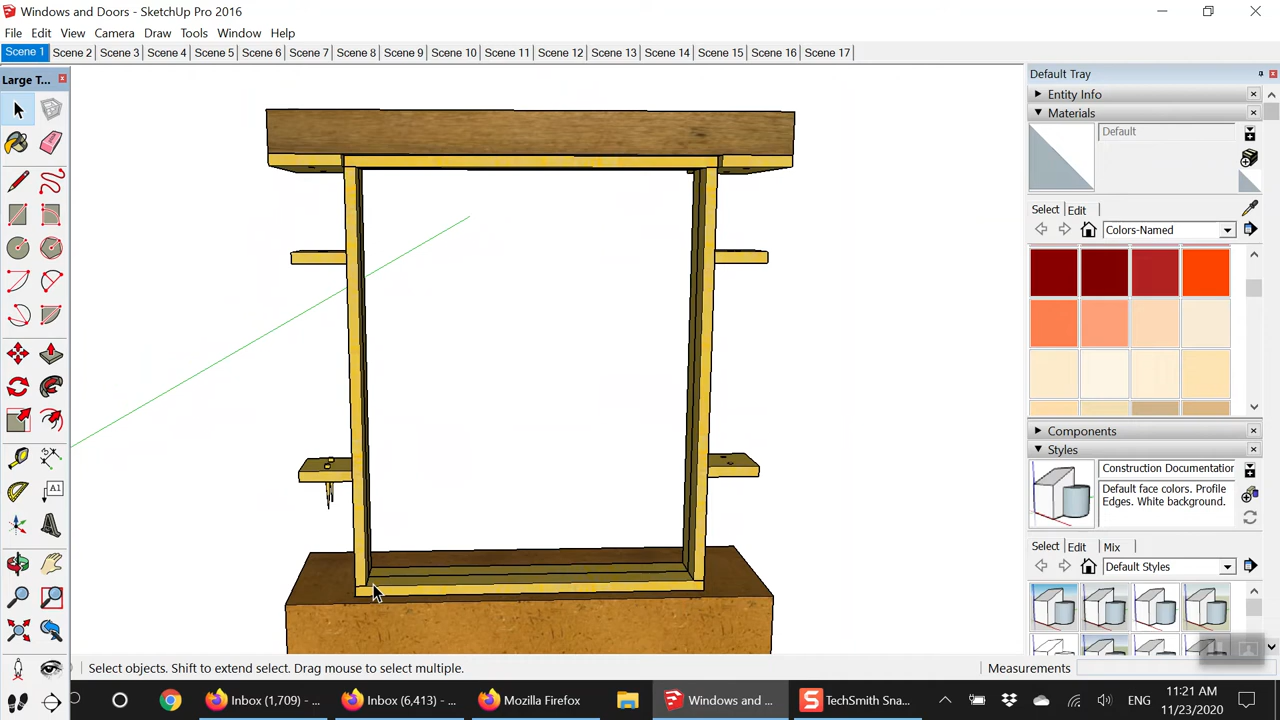 Windows and Doors - SketchUp Pro 2016
File Edit View Camera Draw Tools Window Help
Scene 1 Scene 2 Scene 3 Scene 4 Scene 5 Scene 6 Scene 7 Scene 8 Scene 9 Scene 10 Scene 11 Scene 12 Scene 13 Scene 14 Scene 15 Scene 16 Scene 17
Large T...
Default Tray
Entity Info
Materials
Default
Select Edit
Colors-Named
Components
Styles
Construction Documentation
Default face colors. Profile
Edges. White background.
A1
Select Edit Mix
Default Styles
Select objects. Shift to extend select. Drag mouse to select multiple.
Measurements
Inbox (1,709) - ...
Inbox (6,413) - ...
Mozilla Firefox
Windows and ...
TechSmith Sna...
ENG
11:21 AM
11/23/2020